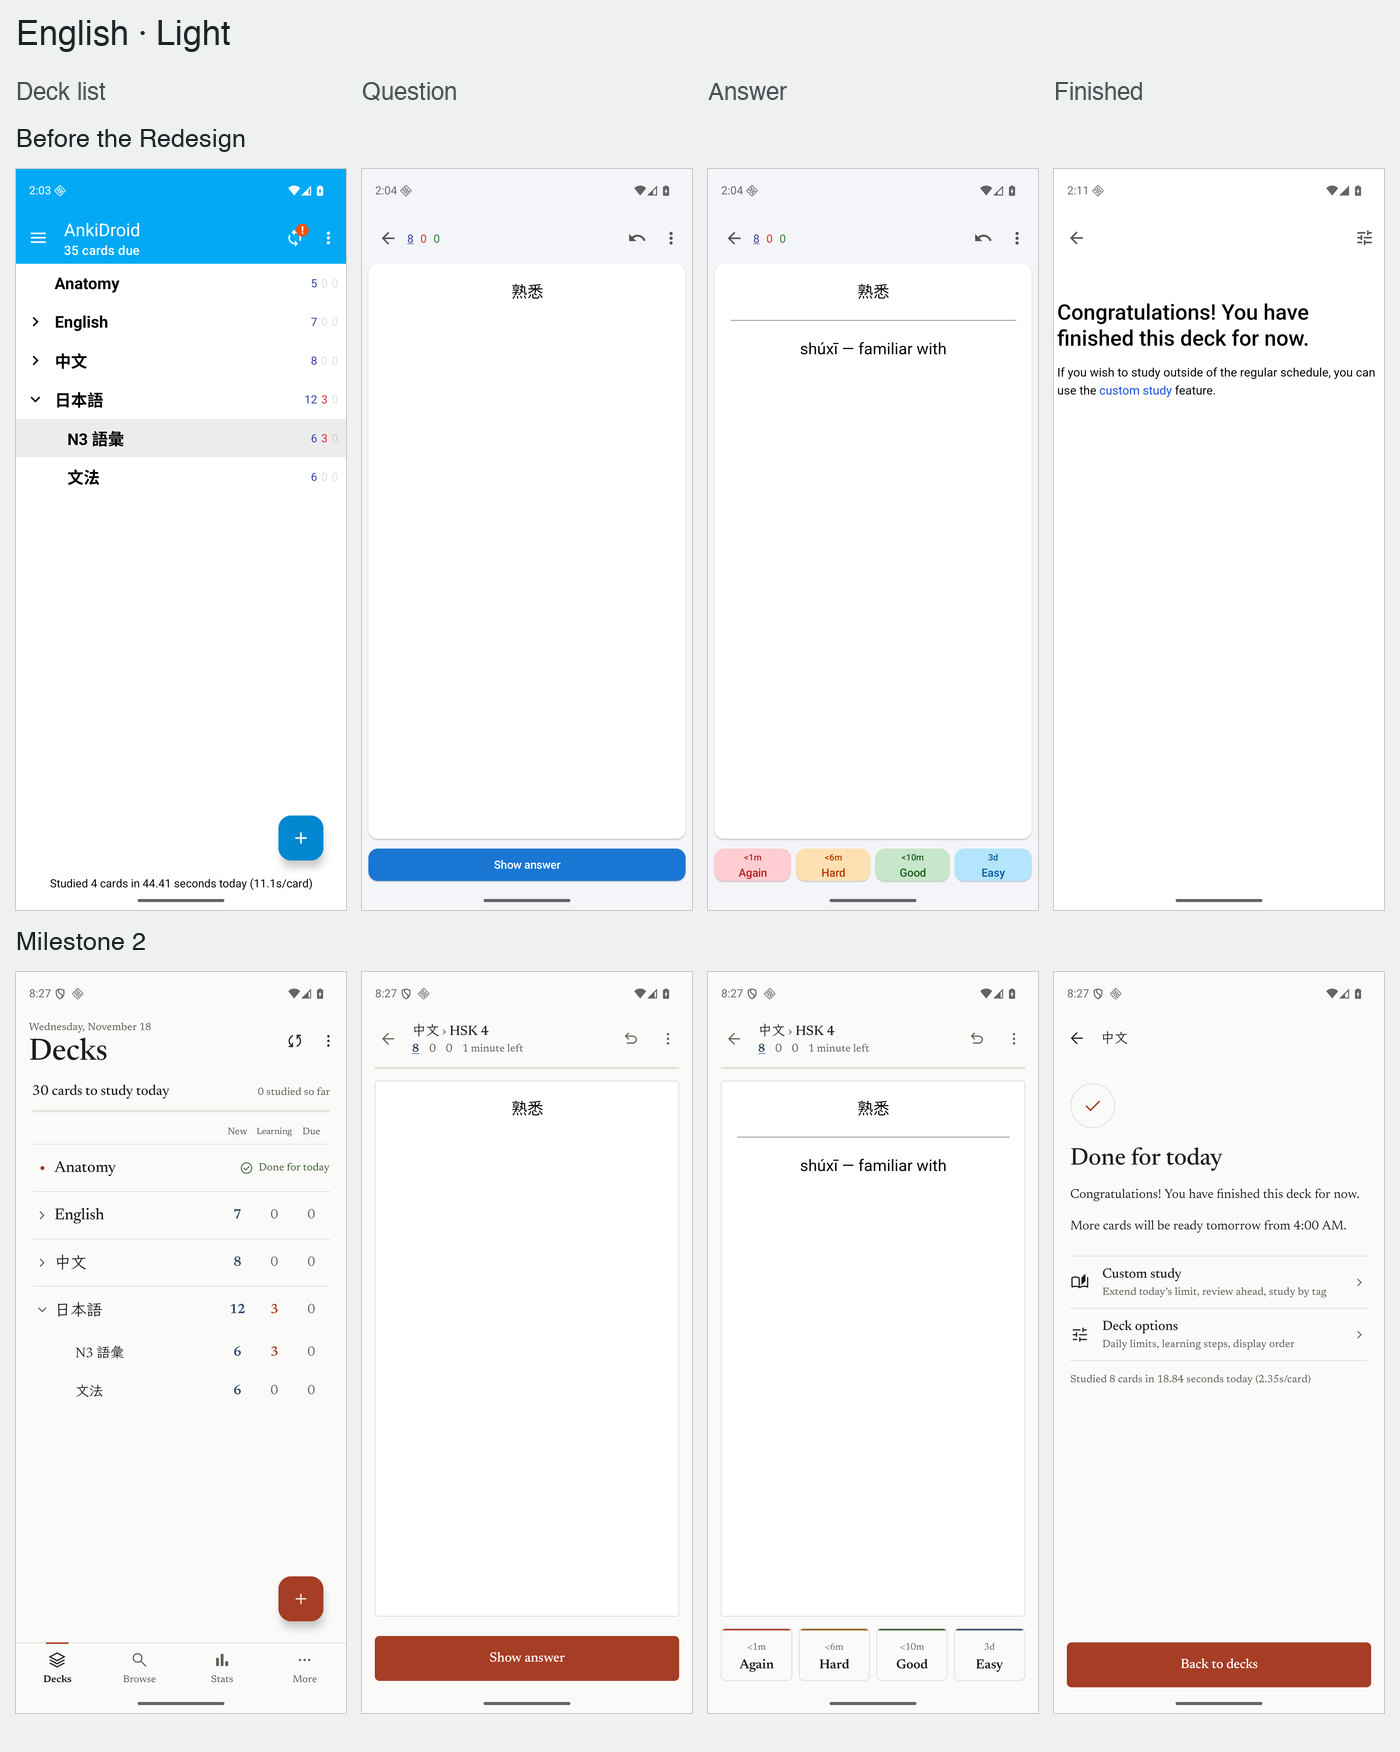 English · Light
Deck list
Question
Answer
Finished
Before the Redesign
2:03
AnkiDroid
35 cards due
!
Anatomy
5 0 0
English
7 0 0
中文
8 0 0
日本語
12 3 0
N3 語彙
6 3 0
文法
6 0 0
+
Studied 4 cards in 44.41 seconds today (11.1s/card)
2:04
8 0 0
熟悉
Show answer
2:04
8 0 0
熟悉
shúxī — familiar with
<1m
Again
<6m
Hard
<10m
Good
3d
Easy
2:11
Congratulations! You have
finished this deck for now.
If you wish to study outside of the regular schedule, you can
use the custom study feature.
Milestone 2
8:27
Wednesday, November 18
Decks
30 cards to study today
0 studied so far
New Learning Due
Anatomy
Done for today
English
7 0 0
中文
8 0 0
日本語
12 3 0
N3 語彙
6 3 0
文法
6 0 0
+
Decks
Browse
Stats
More
8:27
中文 › HSK 4
8 0 0 1 minute left
熟悉
Show answer
8:27
中文 › HSK 4
8 0 0 1 minute left
熟悉
shúxī — familiar with
<1m
Again
<6m
Hard
<10m
Good
3d
Easy
8:27
中文
Done for today
Congratulations! You have finished this deck for now.
More cards will be ready tomorrow from 4:00 AM.
Custom study
Extend today's limit, review ahead, study by tag
Deck options
Daily limits, learning steps, display order
Studied 8 cards in 18.84 seconds today (2.35s/card)
Back to decks